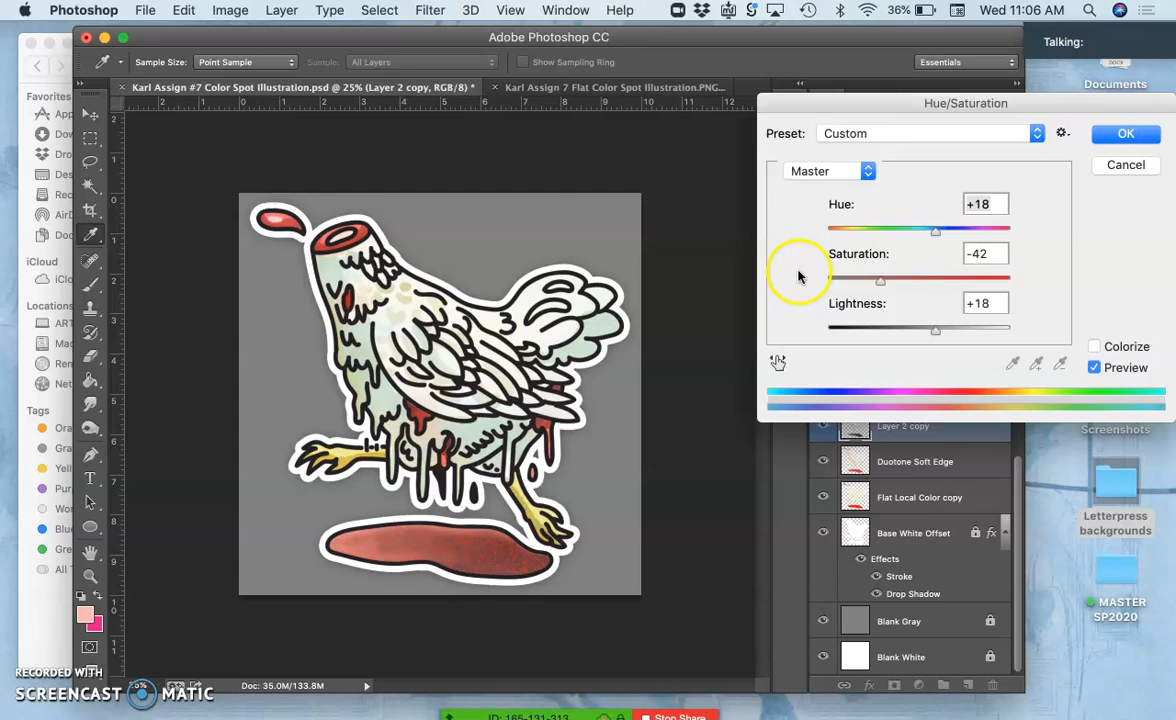 Photoshop File Edit Image Layer Type Select Filter 3D View Window Help 36% Wed 11:06 AM
Talking:
Adobe Photoshop CC
Sample Size: Point Sample Sample: All Layers Show Sampling Ring Essentials
Documents
Karl Assign #7 Color Spot Illustration.psd @ 25% (Layer 2 copy, RGB/8) * Karl Assign 7 Flat Color Spot Illustration.PNG...
Hue/Saturation
Preset: Custom OK
Cancel
Master
Hue: +18
Saturation: -42
Lightness: +18
Colorize
Preview
Favorites
iCloud
Locations
Tags
Layer 2 copy
Screenshots
Duotone Soft Edge
Flat Local Color copy
Letterpress
backgrounds
Base White Offset fx
Effects
Stroke
Drop Shadow
MASTER
SP2020
Blank Gray
Blank White
Doc: 35.0M/133.8M
RECORDED WITH
SCREENCAST MATIC
ID: 165-131-313 Stop Share